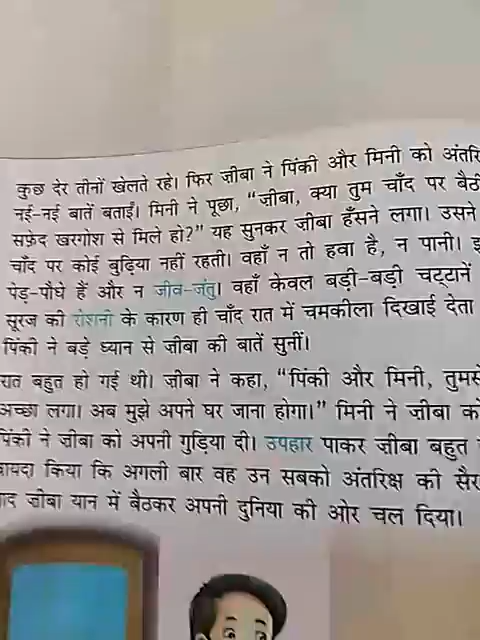 कुछ देर तीनों खेलते रहे। फिर ज़ीबा ने पिंकी और मिनी को
नई-नई बातें बताईं। मिनी ने पूछा, “ज़ीबा, क्या तुम चाँद पर
सफ़ेद खरगोश से मिले हो?” यह सुनकर ज़ीबा हँसने लगा। उसने
चाँद पर कोई बुढ़िया नहीं रहती। वहाँ न तो हवा है, न पानी।
पेड़-पौधे हैं और न जीव-जंतु। वहाँ केवल बड़ी-बड़ी चट्टानें
सूरज की रोशनी के कारण ही चाँद रात में चमकीला दिखाई देता
पिंकी ने बड़े ध्यान से ज़ीबा की बातें सुनीं।
रात बहुत हो गई थी। ज़ीबा ने कहा, “पिंकी और मिनी,
अच्छा लगा। अब मुझे अपने घर जाना होगा।” मिनी ने ज़ीबा
पिंकी ने ज़ीबा को अपनी गुड़िया दी। उपहार पाकर ज़ीबा बहुत
वायदा किया कि अगली बार वह उन सबको अंतरिक्ष की सैर
ज़ीबा यान में बैठकर अपनी दुनिया की ओर चल दिया।